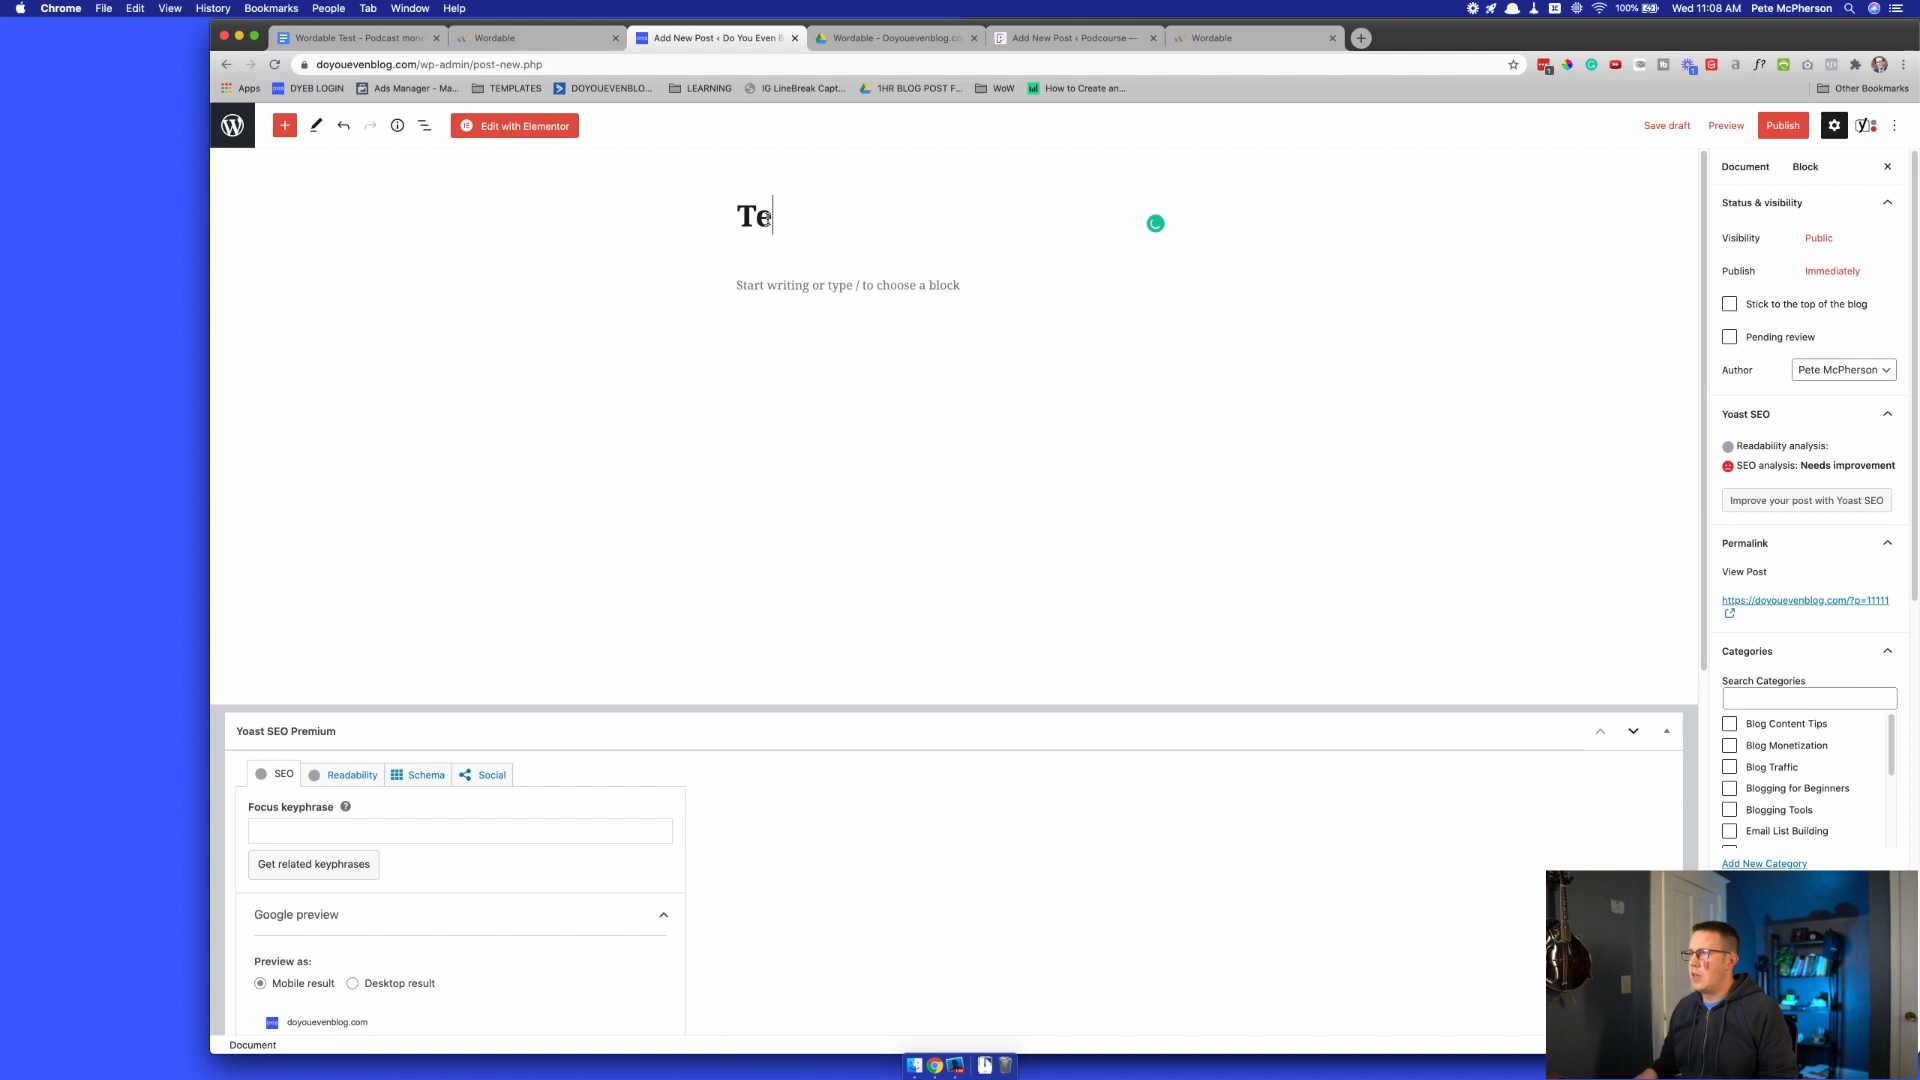 Chrome File Edit View History Bookmarks People Tab Window Help
100% Wed 11:08 AM Pete McPherson
Wordable Test - Podcast mone
Wordable
Add New Post ‹ Do You Even B
Wordable - Doyouevenblog.co
Add New Post ‹ Podcourse —
Wordable
doyouevenblog.com/wp-admin/post-new.php
Apps DYEB LOGIN Ads Manager - Ma... TEMPLATES DOYOUEVENBLO... LEARNING IG LineBreak Capt... 1HR BLOG POST F... WoW How to Create an... Other Bookmarks
Edit with Elementor
Save draft Preview Publish
Document Block
Te
Start writing or type / to choose a block
Status & visibility
Visibility Public
Publish Immediately
Stick to the top of the blog
Pending review
Author Pete McPherson
Yoast SEO
Readability analysis:
SEO analysis: Needs improvement
Improve your post with Yoast SEO
Permalink
View Post
https://doyouevenblog.com/?p=11111
Categories
Search Categories
Blog Content Tips
Blog Monetization
Blog Traffic
Blogging for Beginners
Blogging Tools
Email List Building
Add New Category
Yoast SEO Premium
SEO Readability Schema Social
Focus keyphrase
Get related keyphrases
Google preview
Preview as:
Mobile result Desktop result
doyouevenblog.com
Document